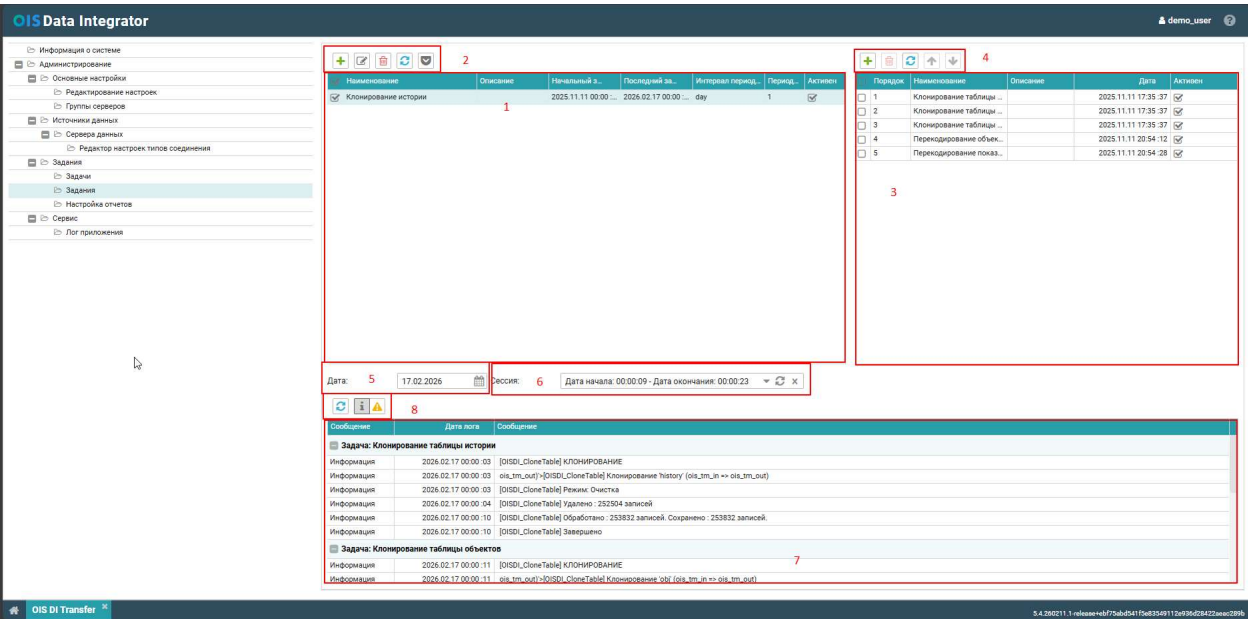 OIS Data Integrator
demo_user
Информация о системе
Администрирование
Основные настройки
Редактирование настроек
Группы серверов
Источники данных
Сервера данных
Редактор настроек типов соединения
Задания
Задачи
Задания
Настройка отчетов
Сервис
Лог приложения
2
Наименование Описание Начальный з... Последний за... Интервал период... Период... Активен
Клонирование истории 2025.11.11 00:00 :... 2026.02.17 00:00 :... day 1
1
4
Порядок Наименование Описание Дата Активен
1 Клонирование таблицы ... 2025.11.11 17:35 :37
2 Клонирование таблицы ... 2025.11.11 17:35 :37
3 Клонирование таблицы ... 2025.11.11 17:35 :37
4 Перекодирование объек... 2025.11.11 20:54 :12
5 Перекодирование показ... 2025.11.11 20:54 :28
3
Дата: 5 17.02.2026 Сессия: 6 Дата начала: 00:00:09 - Дата окончания: 00:00:23
8
Сообщение Дата лога Сообщение
Задача: Клонирование таблицы истории
Информация 2026.02.17 00:00 :03 [OISDI_CloneTable] КЛОНИРОВАНИЕ
Информация 2026.02.17 00:00 :03 ois_tm_out)'>[OISDI_CloneTable] Клонирование 'history' (ois_tm_in => ois_tm_out)
Информация 2026.02.17 00:00 :03 [OISDI_CloneTable] Режим: Очистка
Информация 2026.02.17 00:00 :04 [OISDI_CloneTable] Удалено : 252504 записей
Информация 2026.02.17 00:00 :10 [OISDI_CloneTable] Обработано : 253832 записей. Сохранено : 253832 записей.
Информация 2026.02.17 00:00 :10 [OISDI_CloneTable] Завершено
Задача: Клонирование таблицы объектов
7
Информация 2026.02.17 00:00 :11 [OISDI_CloneTable] КЛОНИРОВАНИЕ
Информация 2026.02.17 00:00 :11 ois_tm_out)'>[OISDI_CloneTable] Клонирование 'obj' (ois_tm_in => ois_tm_out)
OIS DI Transfer